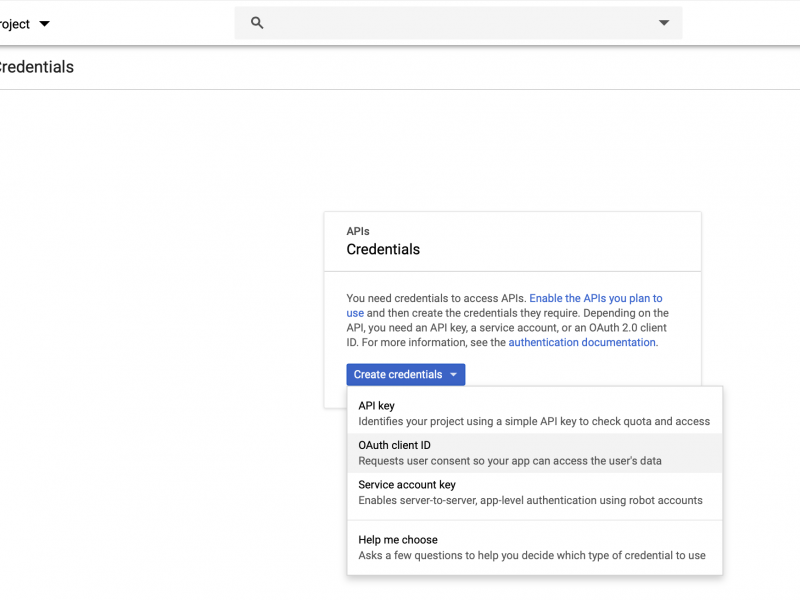 roject
redentials
APIs
Credentials
You need credentials to access APIs. Enable the APIs you plan to
use and then create the credentials they require. Depending on the
API, you need an API key, a service account, or an OAuth 2.0 client
ID. For more information, see the authentication documentation.
Create credentials
API key
Identifies your project using a simple API key to check quota and access
OAuth client ID
Requests user consent so your app can access the user's data
Service account key
Enables server-to-server, app-level authentication using robot accounts
Help me choose
Asks a few questions to help you decide which type of credential to use